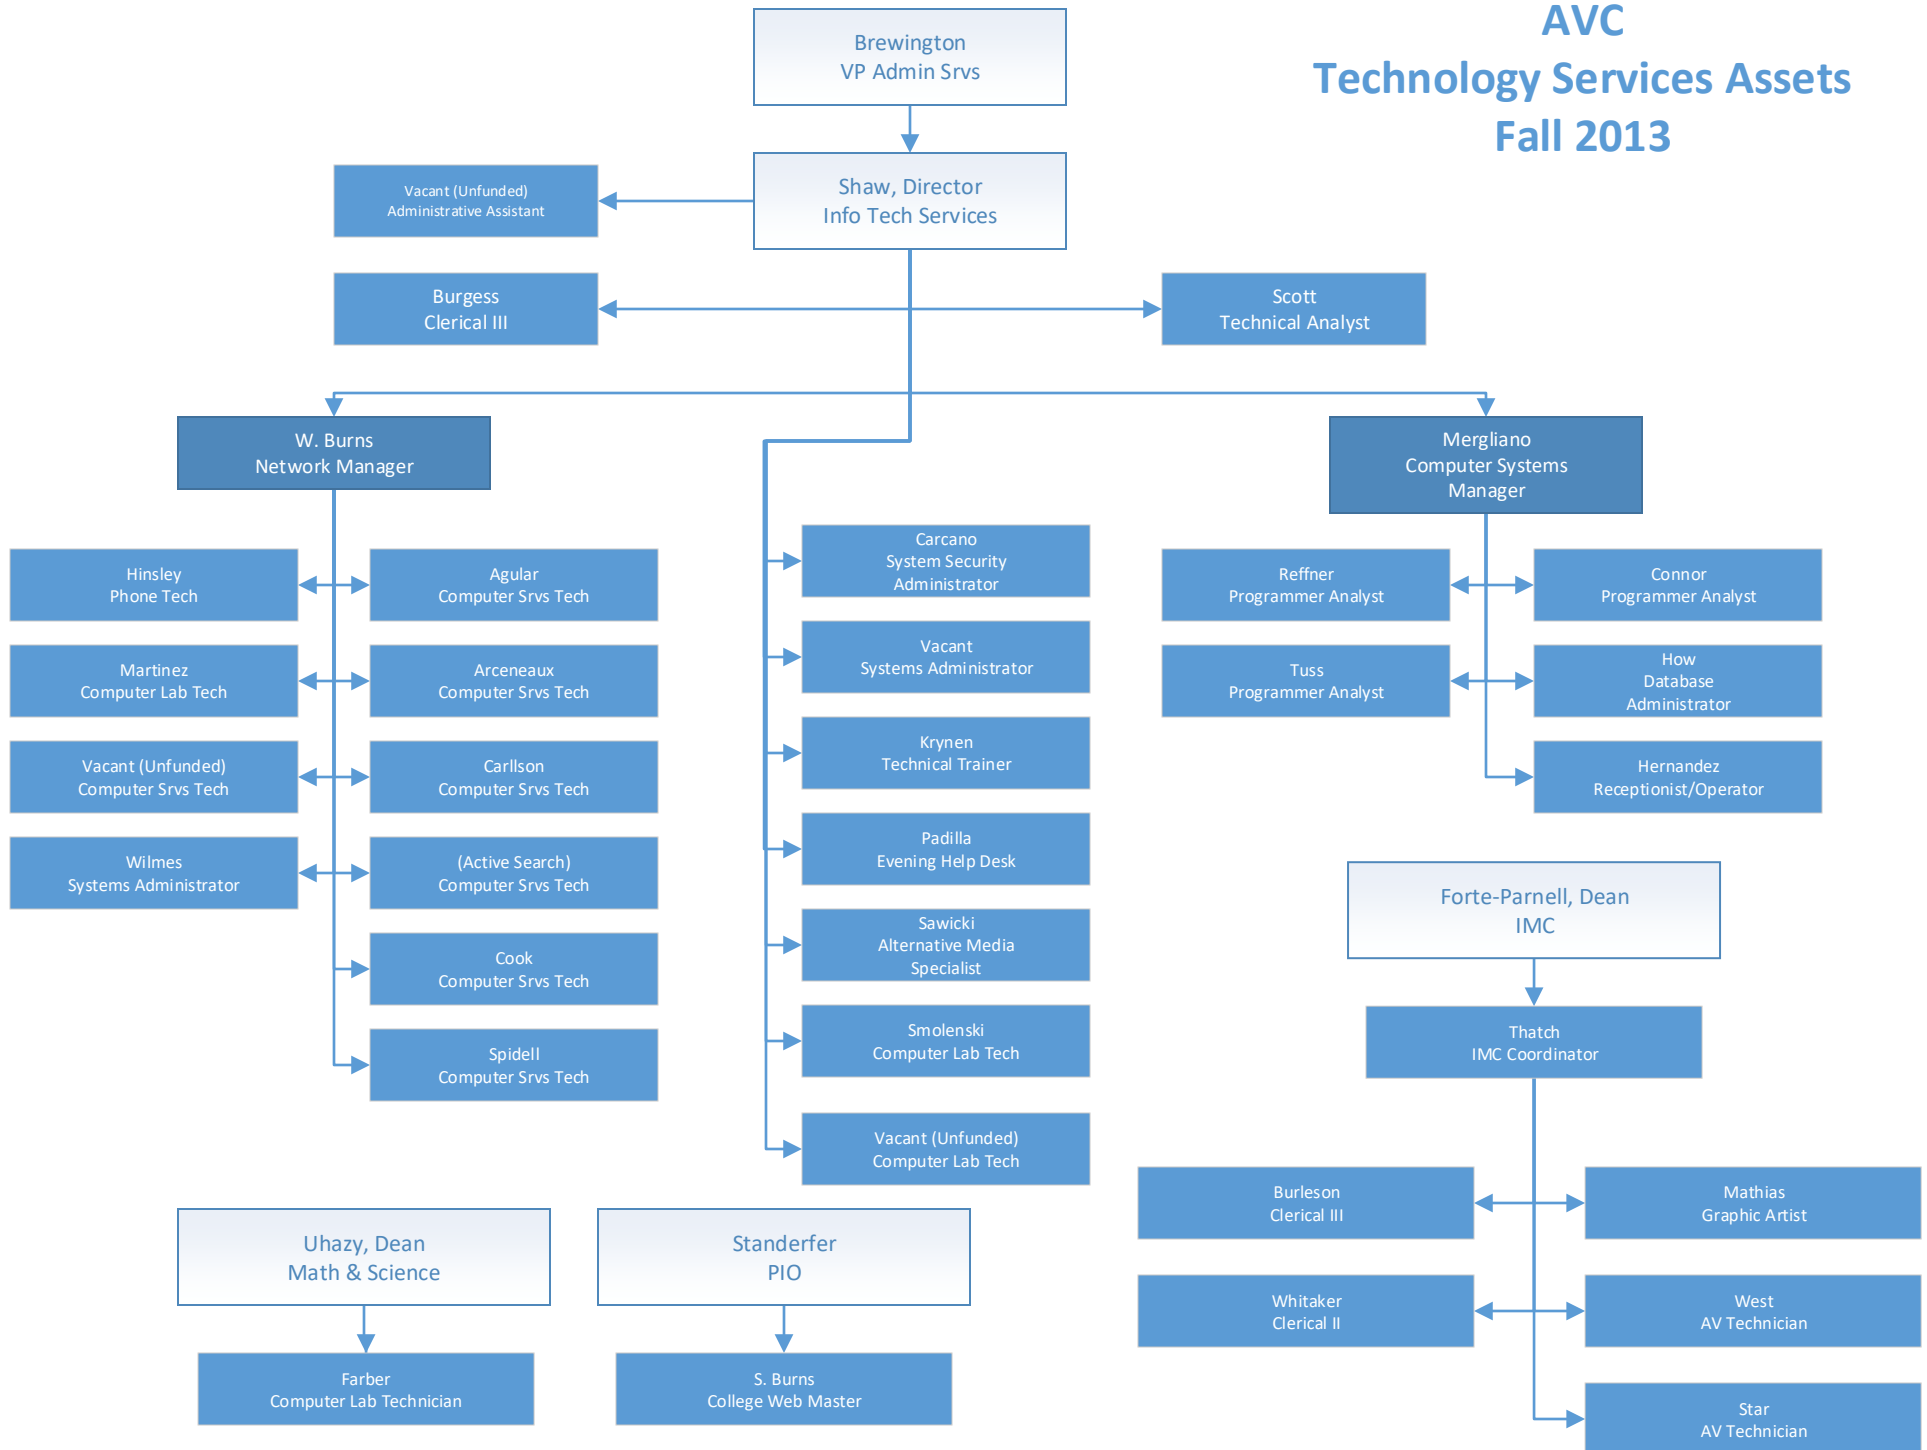 AVC
Technology Services Assets
Fall 2013
Brewington
VP Admin Srvs
Shaw, Director
Info Tech Services
Vacant (Unfunded)
Administrative Assistant
Burgess
Clerical III
Scott
Technical Analyst
W. Burns
Network Manager
Mergliano
Computer Systems
Manager
Hinsley
Phone Tech
Agular
Computer Srvs Tech
Martinez
Computer Lab Tech
Arceneaux
Computer Srvs Tech
Vacant (Unfunded)
Computer Srvs Tech
Carllson
Computer Srvs Tech
Wilmes
Systems Administrator
(Active Search)
Computer Srvs Tech
Cook
Computer Srvs Tech
Spidell
Computer Srvs Tech
Carcano
System Security
Administrator
Vacant
Systems Administrator
Krynen
Technical Trainer
Padilla
Evening Help Desk
Sawicki
Alternative Media
Specialist
Smolenski
Computer Lab Tech
Vacant (Unfunded)
Computer Lab Tech
Reffner
Programmer Analyst
Connor
Programmer Analyst
Tuss
Programmer Analyst
How
Database
Administrator
Hernandez
Receptionist/Operator
Forte-Parnell, Dean
IMC
Thatch
IMC Coordinator
Burleson
Clerical III
Mathias
Graphic Artist
Whitaker
Clerical II
West
AV Technician
Star
AV Technician
Uhazy, Dean
Math & Science
Farber
Computer Lab Technician
Standerfer
PIO
S. Burns
College Web Master